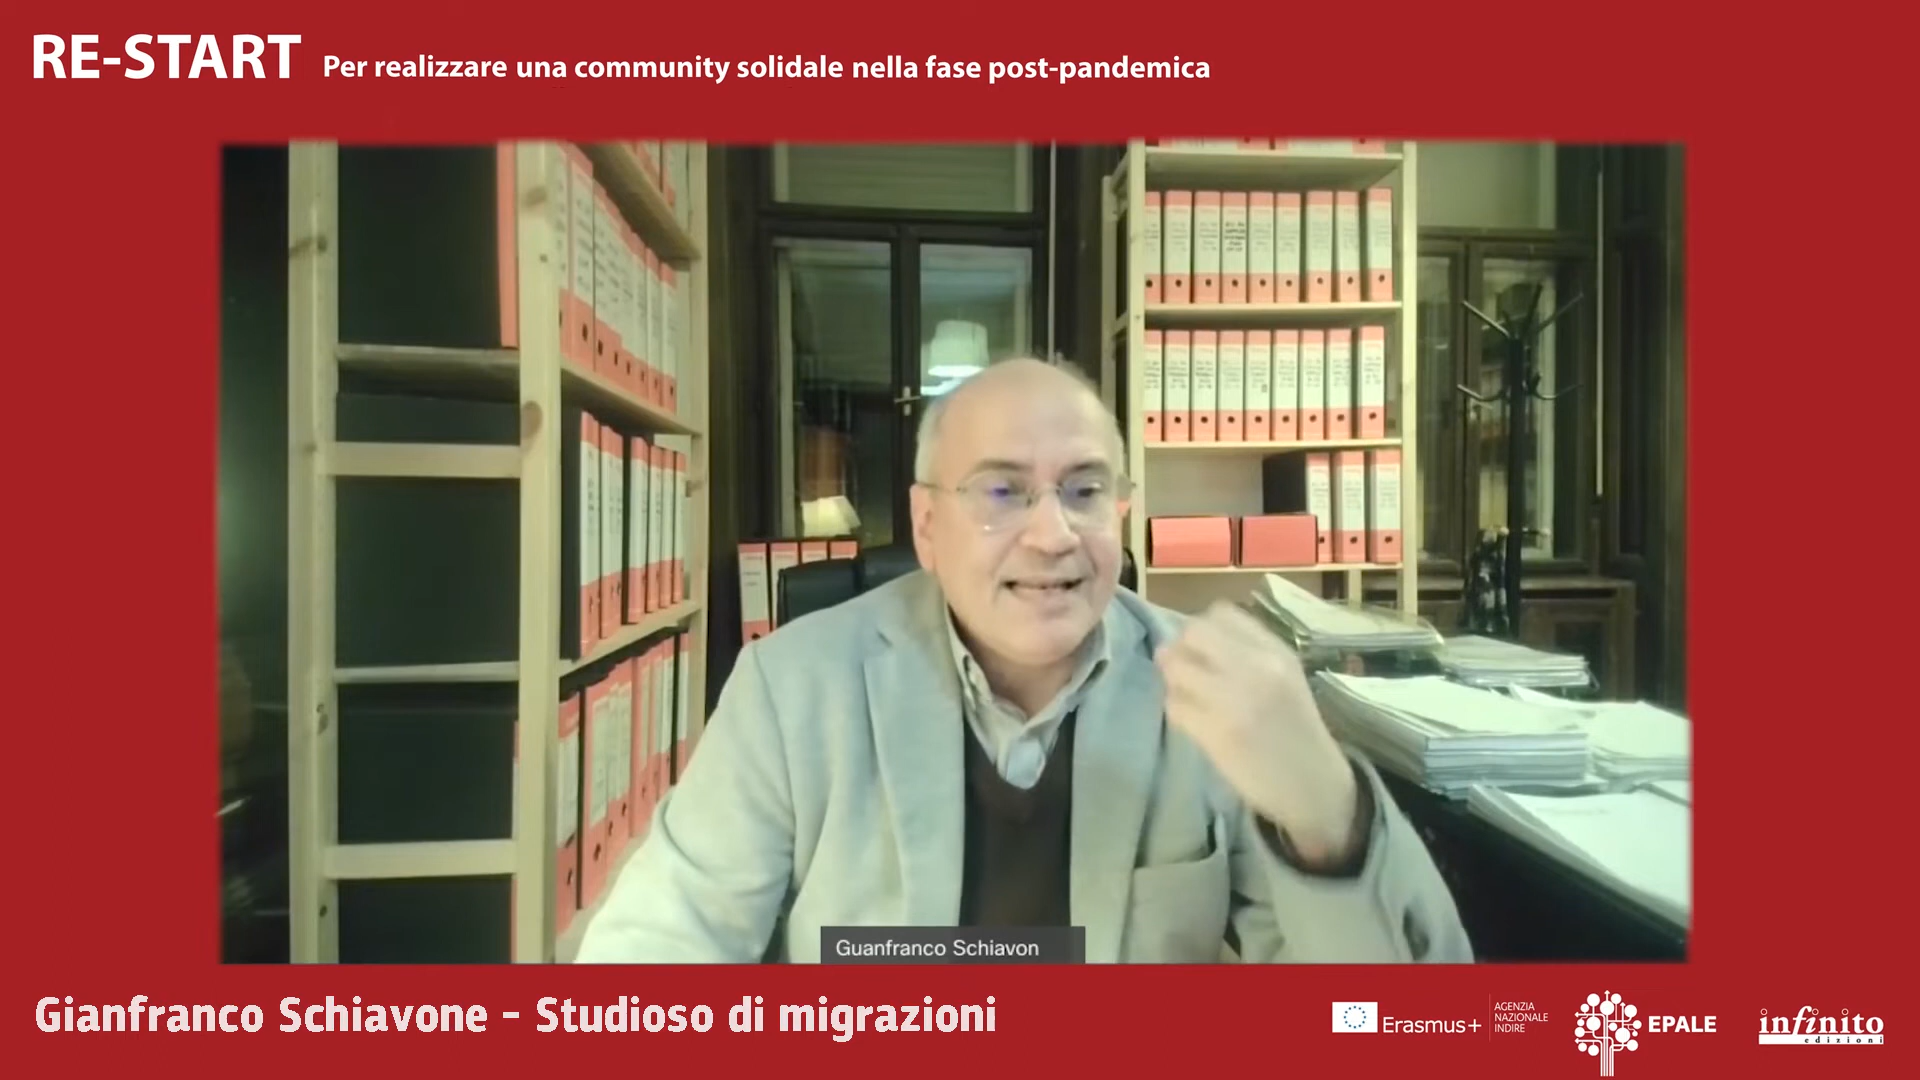 RE-START Per realizzare una community solidale nella fase post-pandemica
Guanfranco Schiavon
Gianfranco Schiavone - Studioso di migrazioni
Erasmus+
AGENZIA
NAZIONALE
INDIRE
EPALE
infinito
edizioni